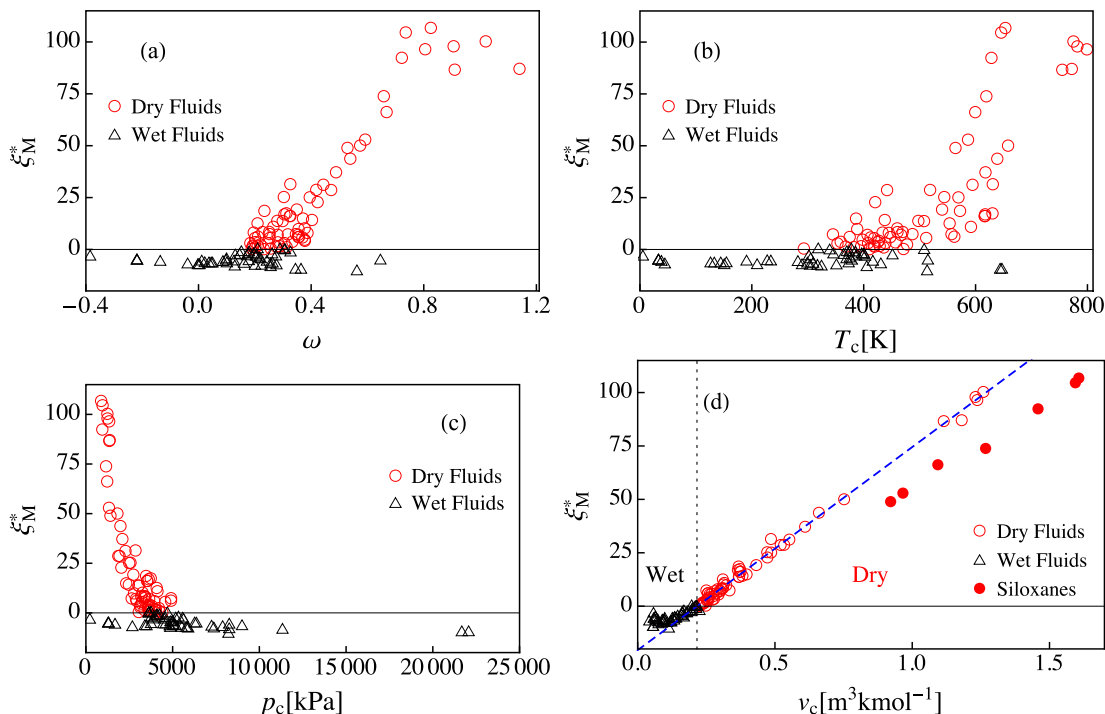 100
75
50
25
0
ξ*M
(a)
Dry Fluids
Wet Fluids
−0.4 0.0 0.4 0.8 1.2
ω
100
75
50
25
0
ξ*M
(b)
Dry Fluids
Wet Fluids
0 200 400 600 800
Tc[K]
100
75
50
25
0
ξ*M
(c)
Dry Fluids
Wet Fluids
0 5000 10 000 15 000 20 000 25 000
pc[kPa]
100
75
50
25
0
ξ*M
(d)
Wet
Dry
Dry Fluids
Wet Fluids
Siloxanes
0.0 0.5 1.0 1.5
vc[m³kmol⁻¹]